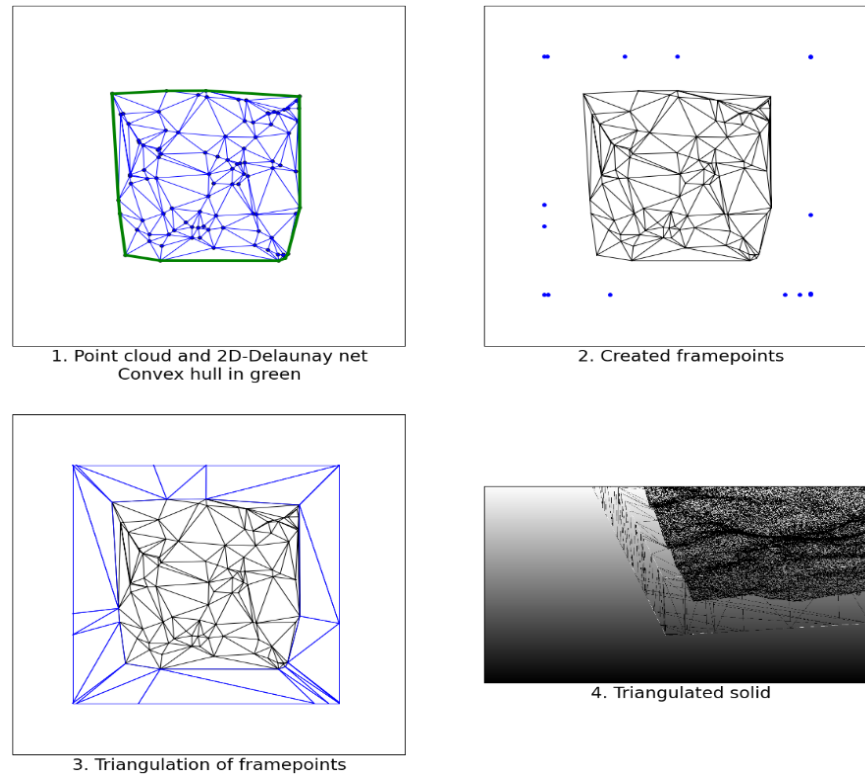 1. Point cloud and 2D-Delaunay net
Convex hull in green
2. Created framepoints
3. Triangulation of framepoints
4. Triangulated solid